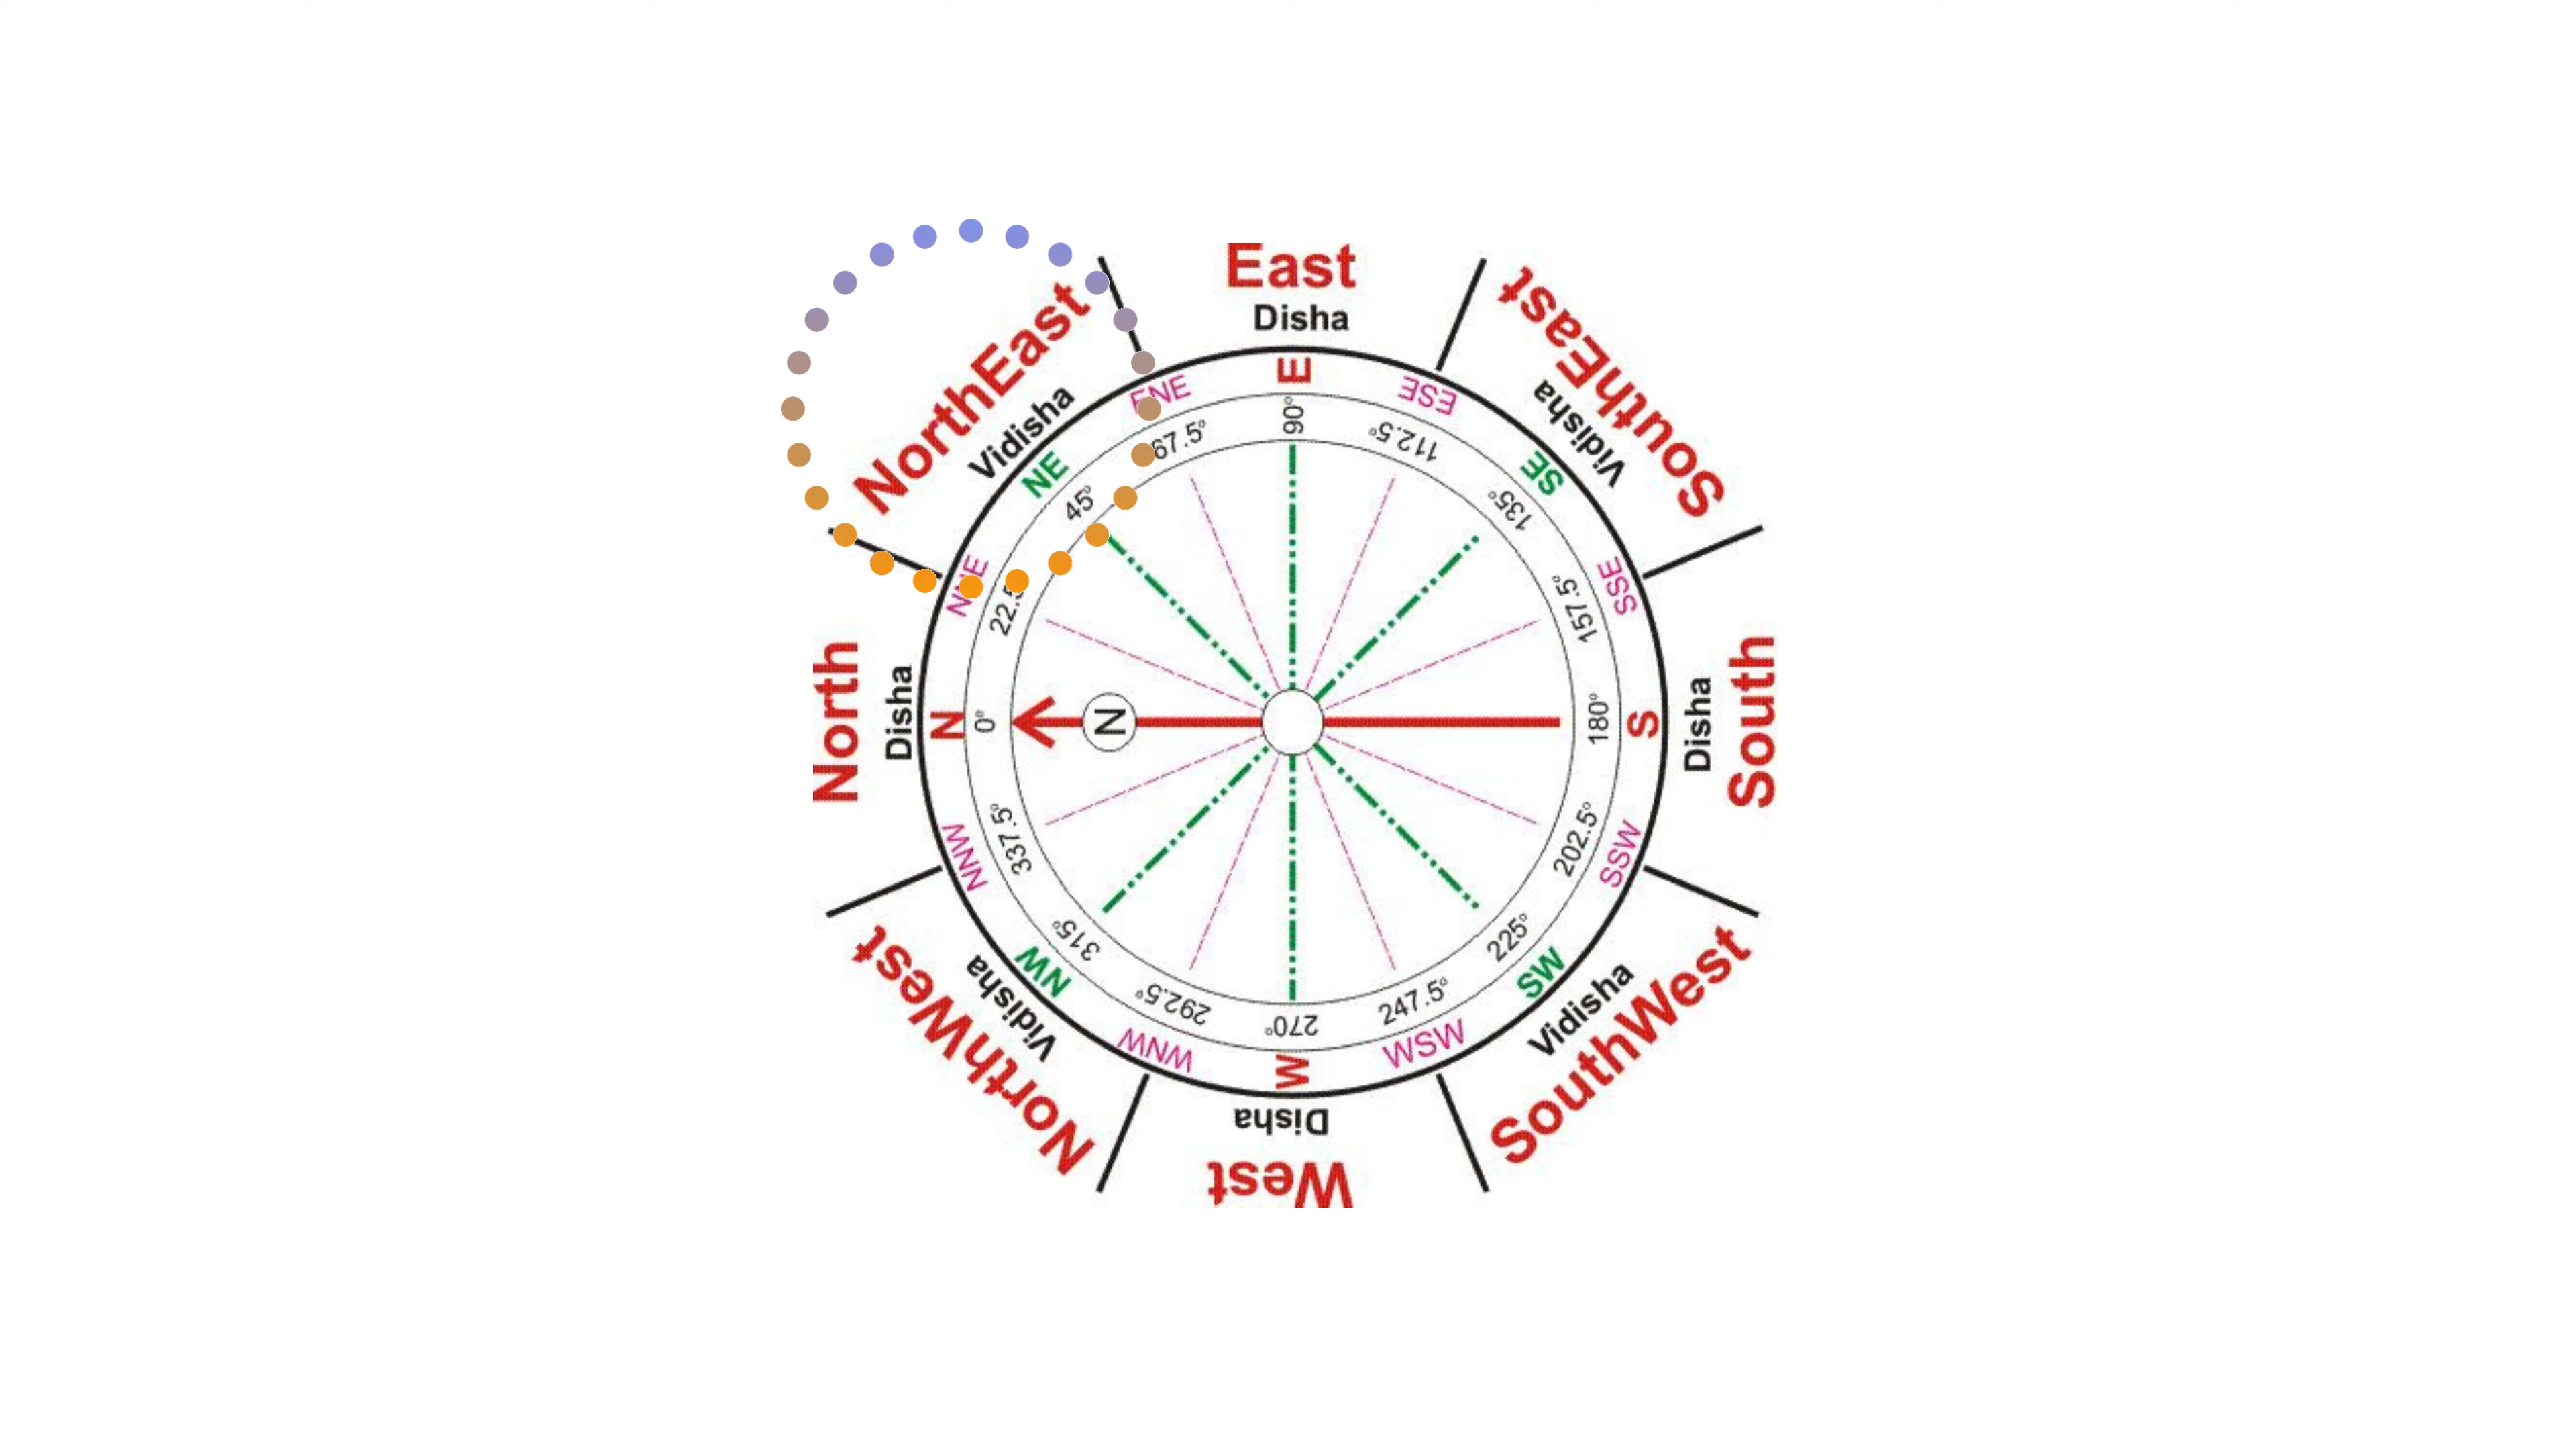 East
Disha
SouthEast
Vidisha
South
Disha
SouthWest
Vidisha
West
Disha
NorthWest
Vidisha
North
Disha
NorthEast
Vidisha
E
ESE
SE
SSE
S
SSW
SW
WSW
W
WNW
NW
NNW
N
NNE
NE
ENE
90°
112.5°
135°
157.5°
180°
202.5°
225°
247.5°
270°
292.5°
315°
337.5°
0°
22.5
45°
67.5°
N